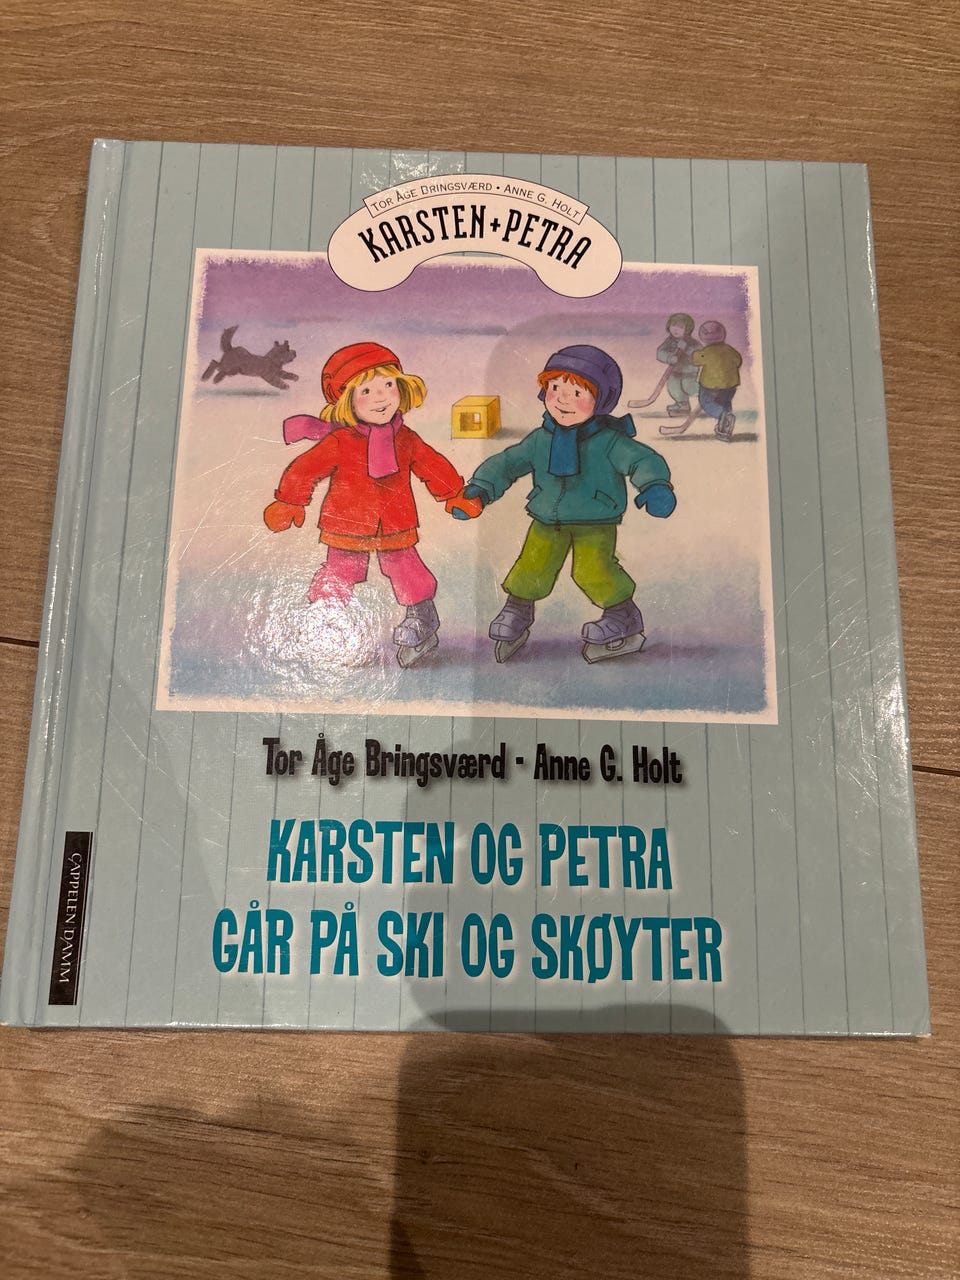 TOR ÅGE BRINGSVÆRD • ANNE G. HOLT
KARSTEN+PETRA
Tor Åge Bringsværd - Anne G. Holt
KARSTEN OG PETRA
GÅR PÅ SKI OG SKØYTER
CAPPELEN DAMM